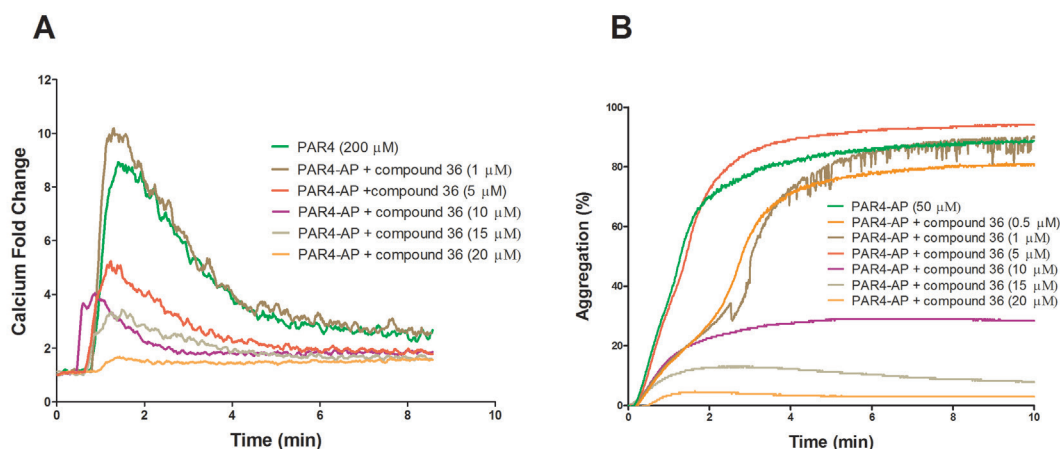 A
12
10
8
6
4
2
0
0
2
4
6
8
10
Calcium Fold Change
Time (min)
PAR4 (200 µM)
PAR4-AP + compound 36 (1 µM)
PAR4-AP +compound 36 (5 µM)
PAR4-AP + compound 36 (10 µM)
PAR4-AP + compound 36 (15 µM)
PAR4-AP + compound 36 (20 µM)
B
100
80
60
40
20
0
0
2
4
6
8
10
Aggregation (%)
Time (min)
PAR4-AP (50 µM)
PAR4-AP + compound 36 (0.5 µM)
PAR4-AP + compound 36 (1 µM)
PAR4-AP + compound 36 (5 µM)
PAR4-AP + compound 36 (10 µM)
PAR4-AP + compound 36 (15 µM)
PAR4-AP + compound 36 (20 µM)